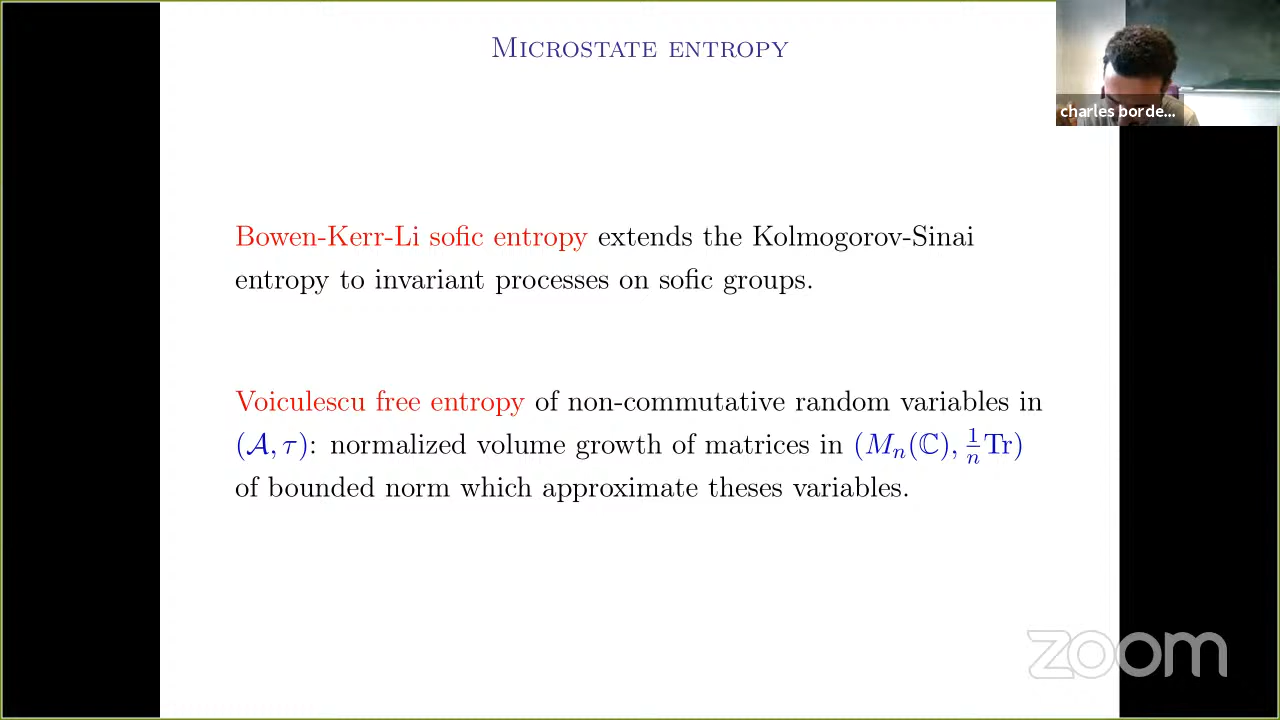 MICROSTATE ENTROPY
charles borde...
Bowen-Kerr-Li sofic entropy extends the Kolmogorov-Sinai
entropy to invariant processes on sofic groups.
Voiculescu free entropy of non-commutative random variables in
(𝒜, τ): normalized volume growth of matrices in (Mₙ(ℂ), 1/n Tr)
of bounded norm which approximate theses variables.
zoom